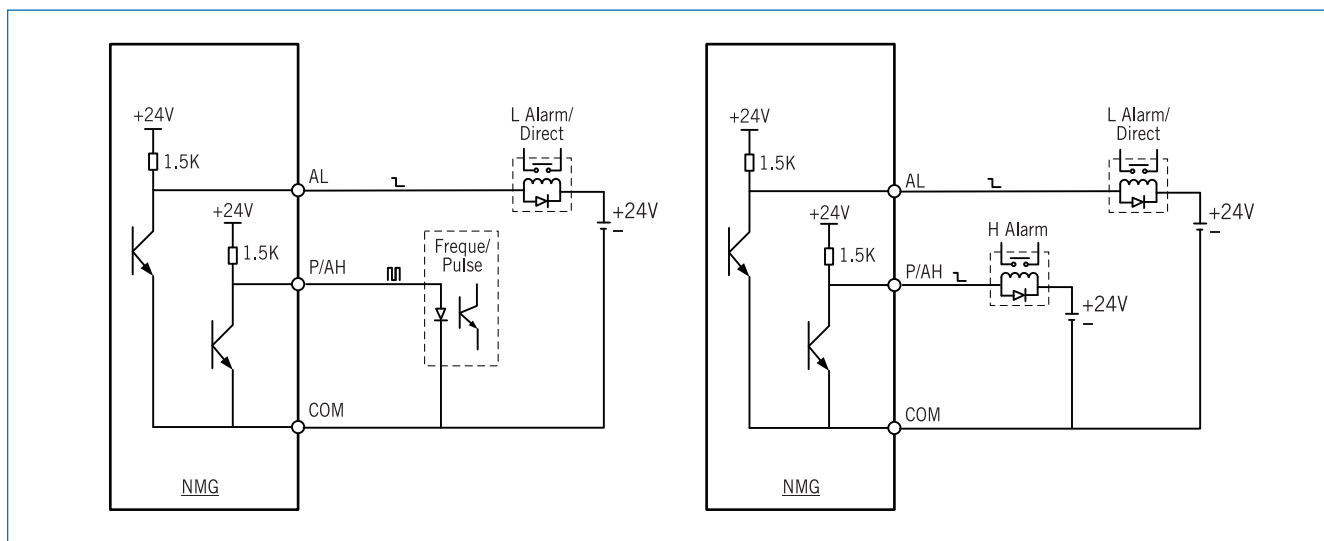 +24V
1.5K
AL
L Alarm/
Direct
+24V
–
+24V
1.5K
P/AH
Freque/
Pulse
COM
NMG
+24V
1.5K
AL
L Alarm/
Direct
+24V
–
+24V
1.5K
P/AH
H Alarm
+24V
–
COM
NMG